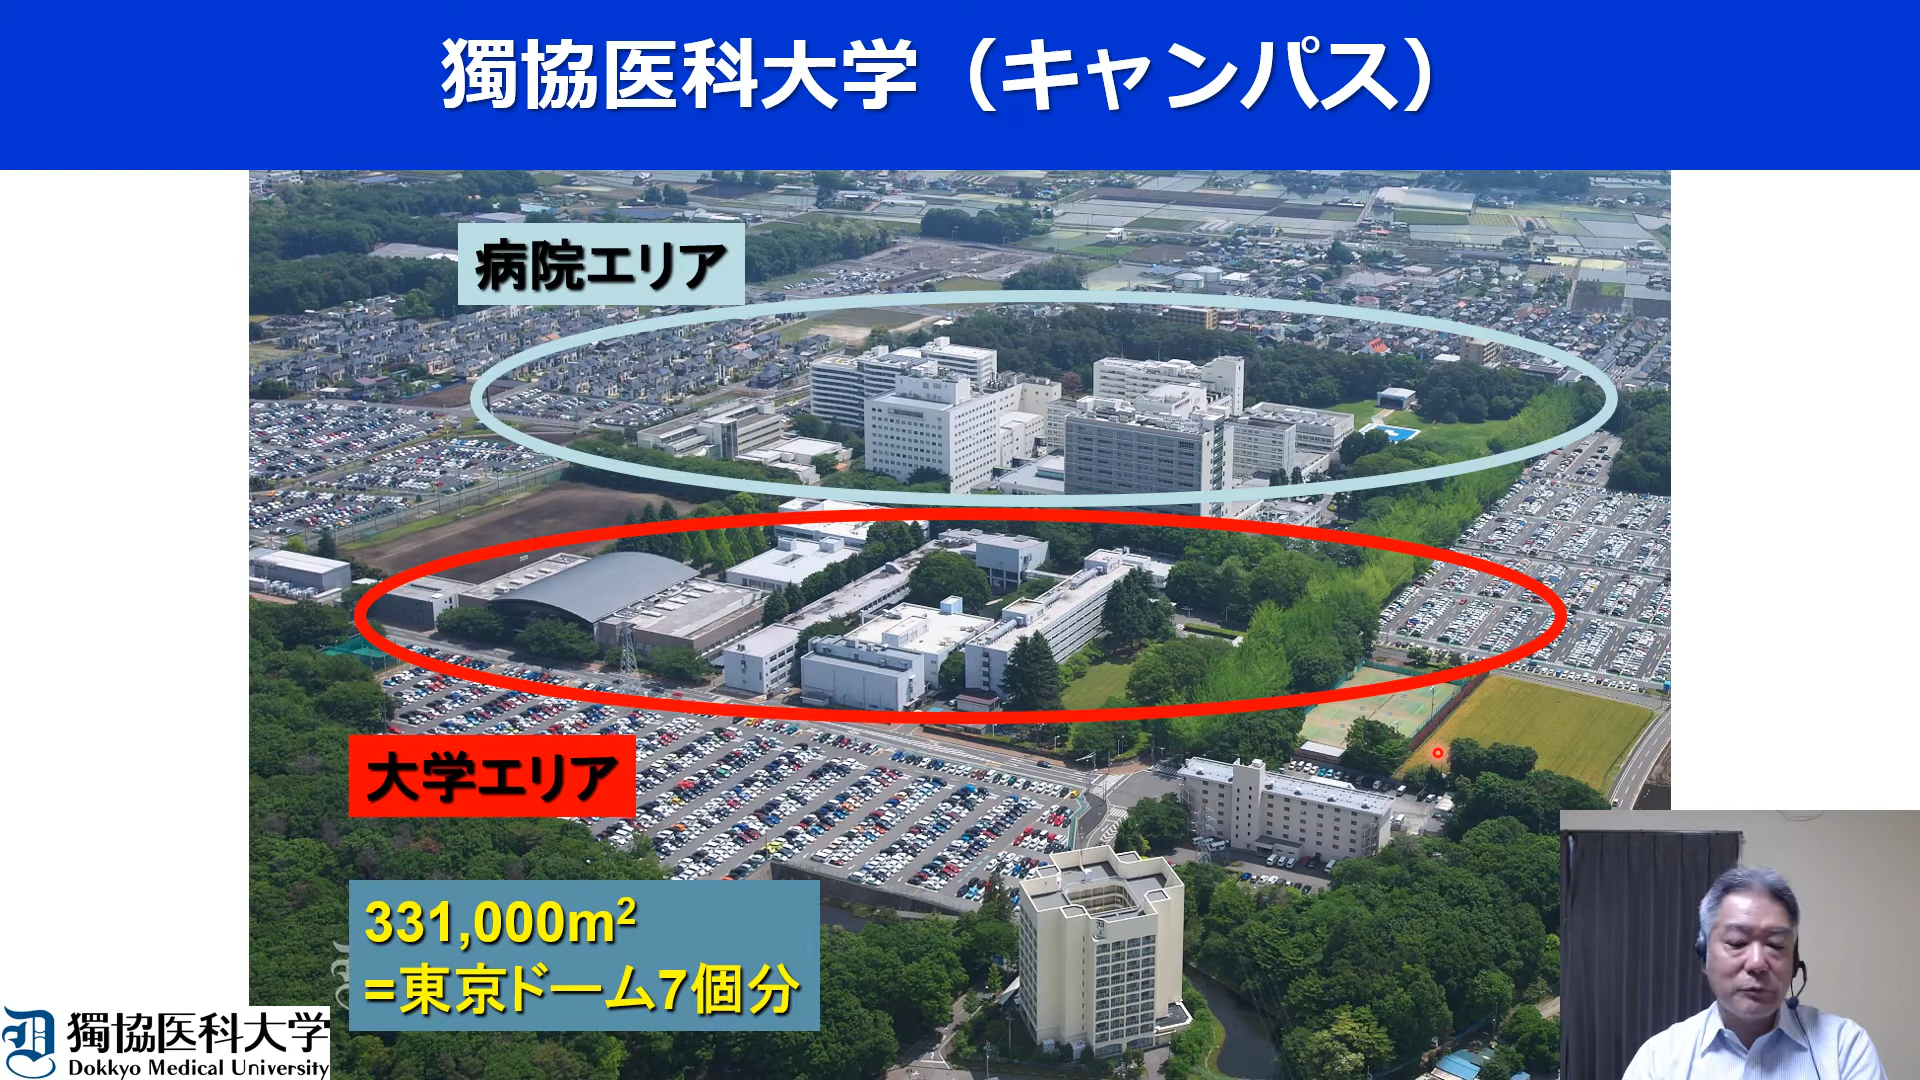 獨協医科大学（キャンパス）
病院エリア
大学エリア
331,000m²
=東京ドーム7個分
獨協医科大学
Dokkyo Medical University